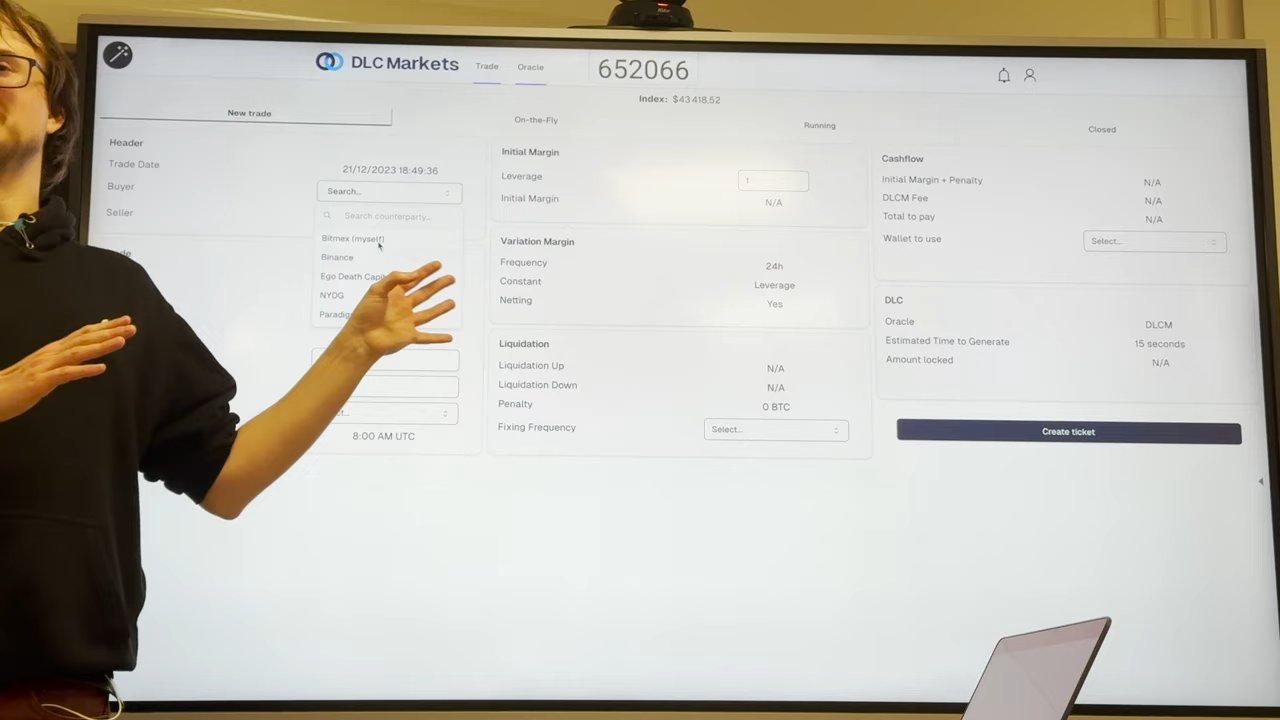 DLC Markets
Trade
Oracle
652066
Index: $43 418,52
New trade
On-the-Fly
Running
Closed
Header
Trade Date
21/12/2023 18:49:36
Buyer
Search...
Seller
Search counterparty...
Bitmex (myself)
Binance
Ego Death
NYDG
8:00 AM UTC
Initial Margin
Leverage
1
Initial Margin
N/A
Variation Margin
Frequency
24h
Constant
Leverage
Netting
Yes
Liquidation
Liquidation Up
N/A
Liquidation Down
N/A
Penalty
0 BTC
Fixing Frequency
Select...
Cashflow
Initial Margin + Penalty
N/A
DLCM Fee
N/A
Total to pay
N/A
Wallet to use
Select...
DLC
Oracle
DLCM
Estimated Time to Generate
15 seconds
Amount locked
N/A
Create ticket